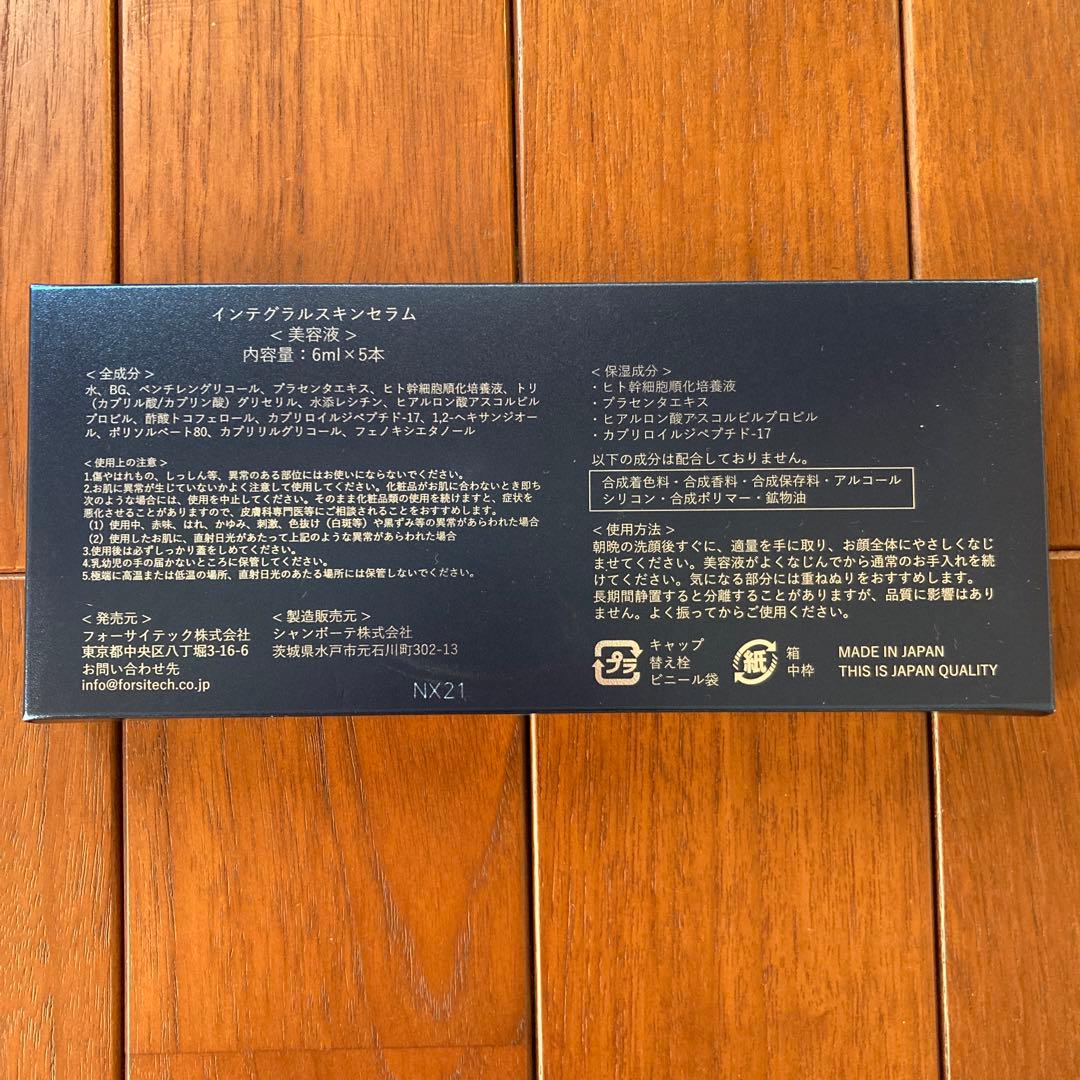 インテグラルスキンセラム
<美容液>
内容量：6ml×5本
<全成分>
水、BG、ペンチレングリコール、プラセンタエキス、ヒト幹細胞順化培養液、トリ
（カプリル酸/カプリン酸）グリセリル、水添レシチン、ヒアルロン酸アスコルビル
プロピル、酢酸トコフェロール、カプリロイルジペプチド-17、1,2-ヘキサンジオー
ル、ポリソルベート80、カプリリルグリコール、フェノキシエタノール
<使用上の注意>
1.傷やはれもの、しっしん等、異常のある部位にはお使いにならないでください。
2.お肌に異常が生じていないかよく注意して使用してください。化粧品がお肌に合わないとき即ち
次のような場合には、使用を中止してください。そのまま化粧品類の使用を続けますと、症状を
悪化させることがありますので、皮膚科専門医等にご相談されることをおすすめします。
（1）使用中、赤味、はれ、かゆみ、刺激、色抜け（白斑等）や黒ずみ等の異常があらわれた場合
（2）使用したお肌に、直射日光があたって上記のような異常があらわれた場合
3.使用後は必ずしっかり蓋をしめてください。
4.乳幼児の手の届かないところに保管してください。
5.極端に高温または低温の場所、直射日光のあたる場所には保管しないでください。
<発売元>
フォーサイテック株式会社
東京都中央区八丁堀3-16-6
お問い合わせ先
info@forsitech.co.jp
<製造販売元>
シャンボーテ株式会社
茨城県水戸市元石川町302-13
NX21
<保湿成分>
・ヒト幹細胞順化培養液
・プラセンタエキス
・ヒアルロン酸アスコルビルプロピル
・カプリロイルジペプチド-17
以下の成分は配合しておりません。
合成着色料・合成香料・合成保存料・アルコール
シリコン・合成ポリマー・鉱物油
<使用方法>
朝晩の洗顔後すぐに、適量を手に取り、お顔全体にやさしくなじ
ませてください。美容液がよくなじんでから通常のお手入れを続
けてください。気になる部分には重ねぬりをおすすめします。
長期間静置すると分離することがありますが、品質に影響はあり
ません。よく振ってからご使用ください。
プラ
キャップ
替え栓
ビニール袋
紙
箱
中枠
MADE IN JAPAN
THIS IS JAPAN QUALITY